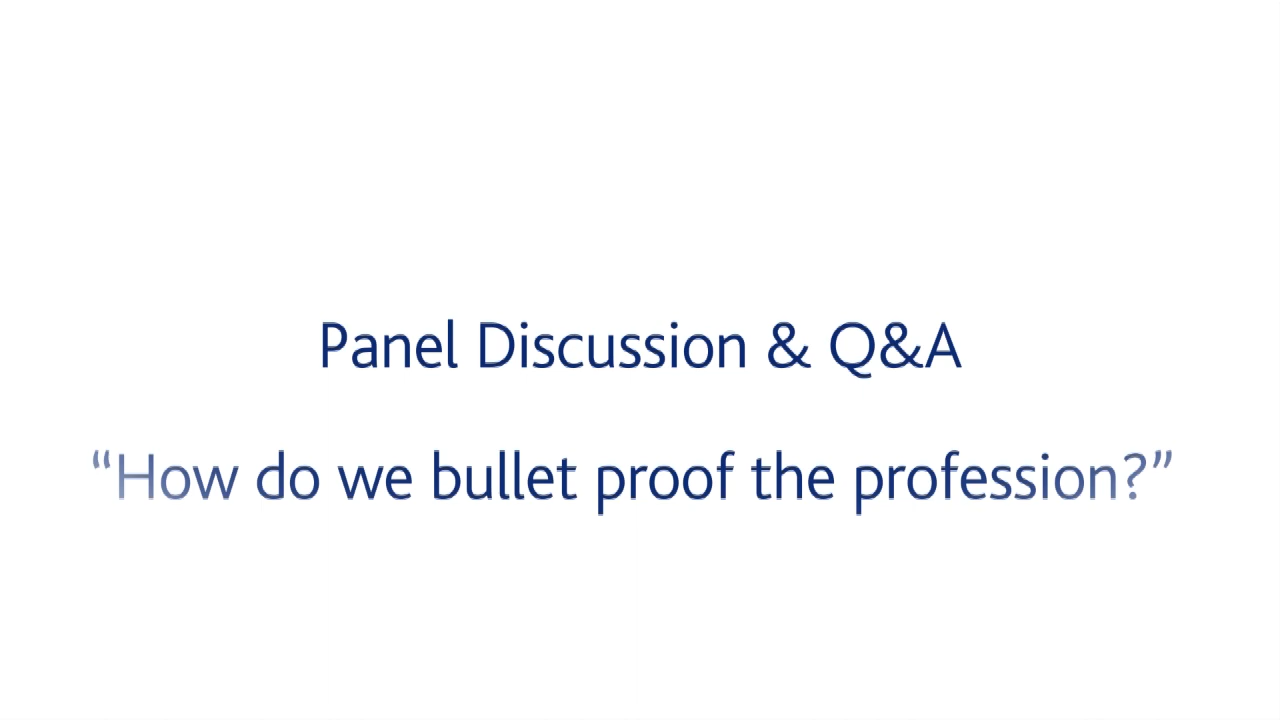 Panel Discussion & Q&A
“How do we bullet proof the profession?”